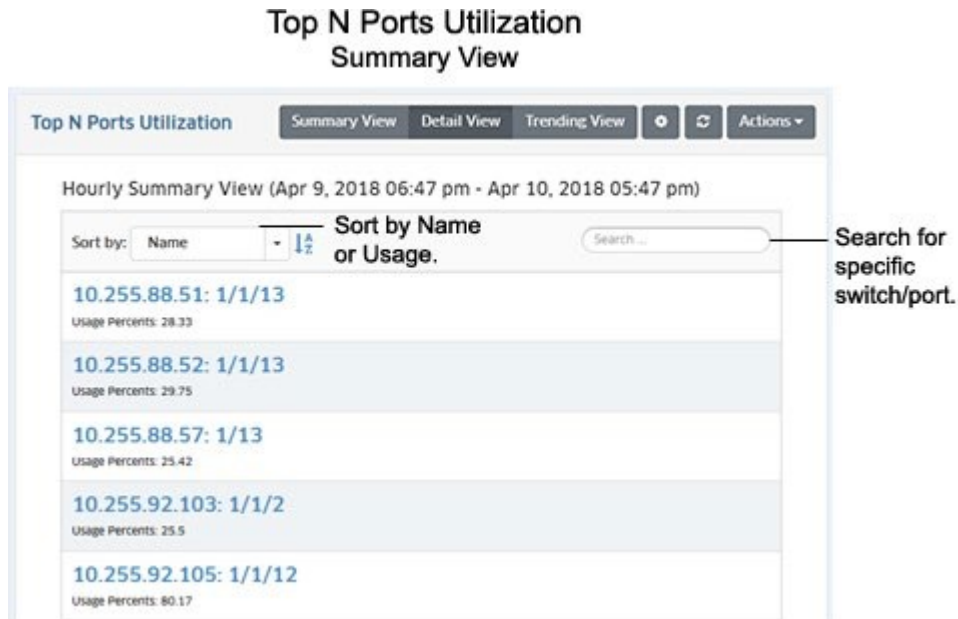 Top N Ports Utilization
Summary View
Top N Ports Utilization
Summary View Detail View Trending View Actions
Hourly Summary View (Apr 9, 2018 06:47 pm - Apr 10, 2018 05:47 pm)
Sort by: Name
Sort by Name
or Usage.
Search ...
Search for
specific
switch/port.
10.255.88.51: 1/1/13
Usage Percents: 28.33
10.255.88.52: 1/1/13
Usage Percents: 29.75
10.255.88.57: 1/13
Usage Percents: 25.42
10.255.92.103: 1/1/2
Usage Percents: 25.5
10.255.92.105: 1/1/12
Usage Percents: 80.17